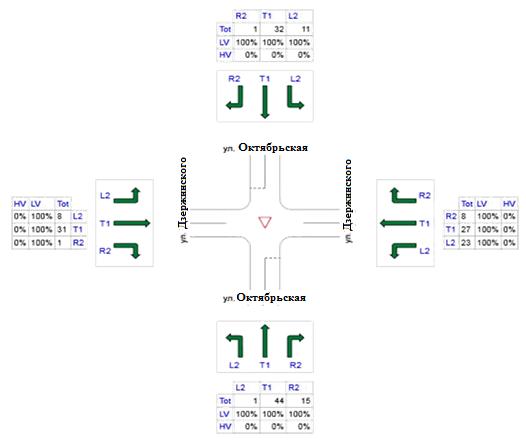 R2 T1 L2
Tot 1 32 11
LV 100% 100% 100%
HV 0% 0% 0%
R2 T1 L2
ул. Октябрьская
ул. Дзержинского
ул. Дзержинского
L2
T1
R2
HV LV Tot
0% 100% 8 L2
0% 100% 31 T1
0% 100% 1 R2
R2
T1
L2
Tot LV HV
R2 8 100% 0%
T1 27 100% 0%
L2 23 100% 0%
ул. Октябрьская
L2 T1 R2
L2 T1 R2
Tot 1 44 15
LV 100% 100% 100%
HV 0% 0% 0%